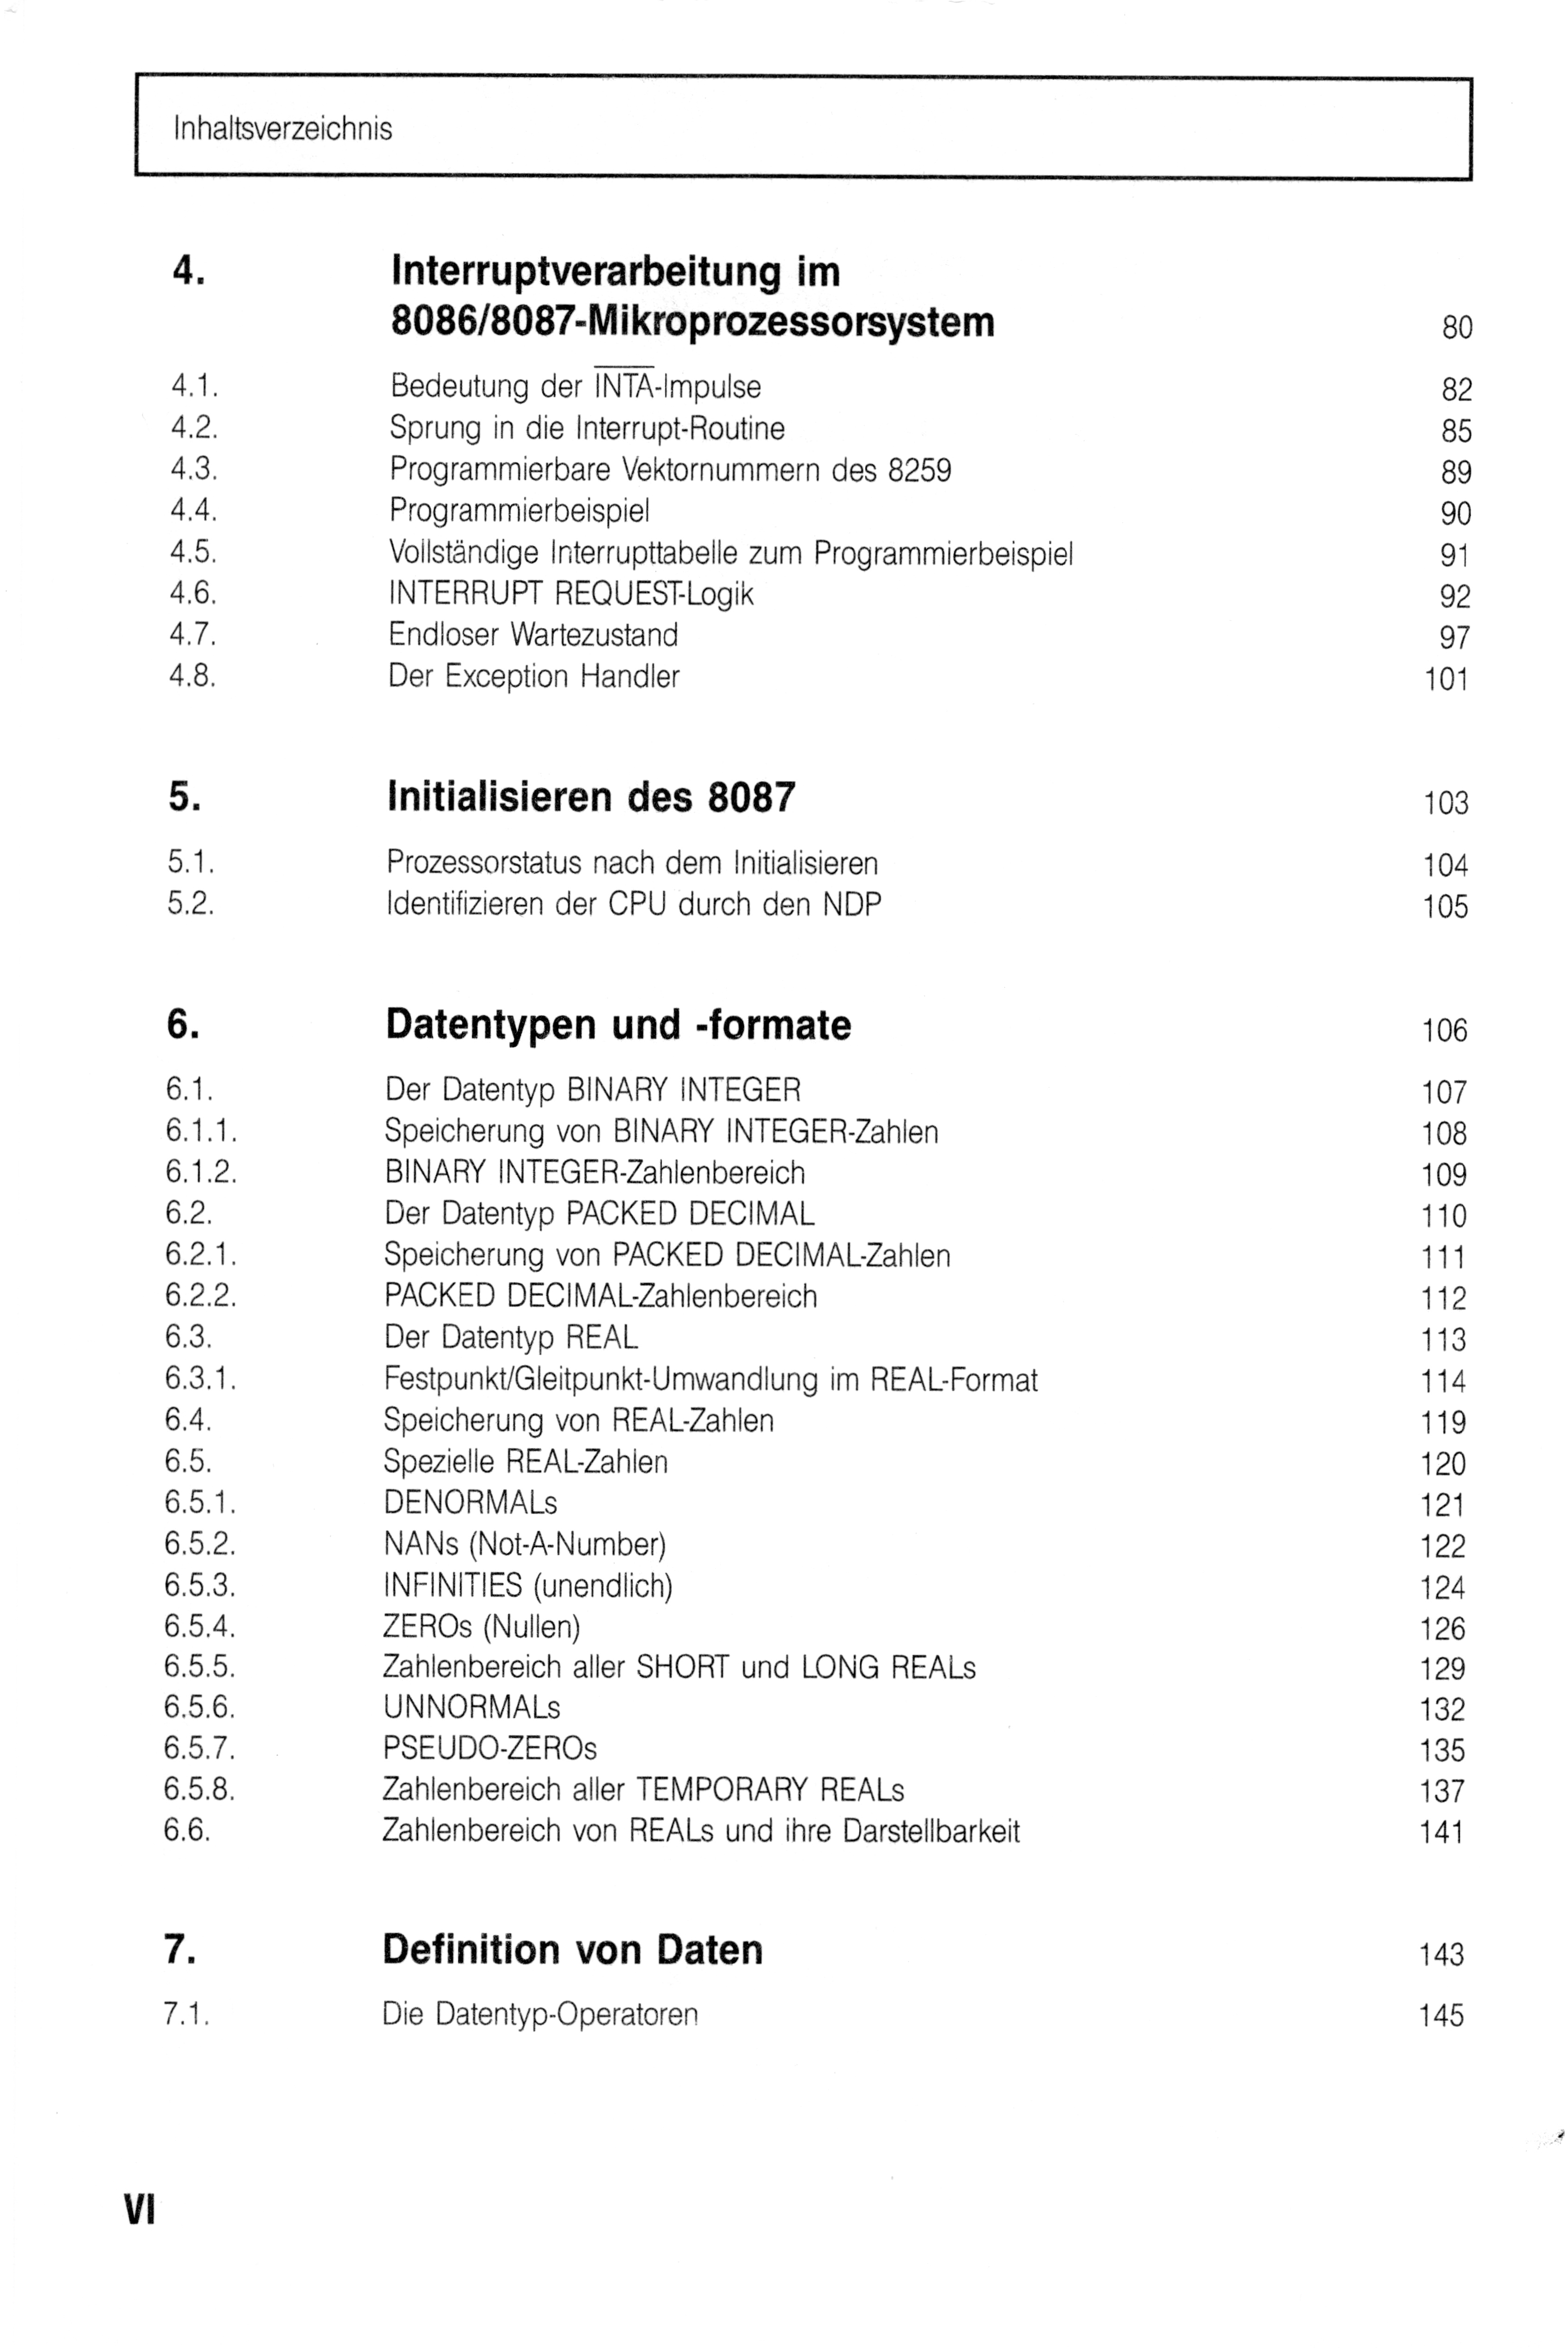 Inhaltsverzeichnis
4. Interruptverarbeitung im
8086/8087-Mikroprozessorsystem 80
4.1. Bedeutung der I̅N̅T̅A̅-Impulse 82
4.2. Sprung in die Interrupt-Routine 85
4.3. Programmierbare Vektornummern des 8259 89
4.4. Programmierbeispiel 90
4.5. Vollständige Interrupttabelle zum Programmierbeispiel 91
4.6. INTERRUPT REQUEST-Logik 92
4.7. Endloser Wartezustand 97
4.8. Der Exception Handler 101
5. Initialisieren des 8087 103
5.1. Prozessorstatus nach dem Initialisieren 104
5.2. Identifizieren der CPU durch den NDP 105
6. Datentypen und -formate 106
6.1. Der Datentyp BINARY INTEGER 107
6.1.1. Speicherung von BINARY INTEGER-Zahlen 108
6.1.2. BINARY INTEGER-Zahlenbereich 109
6.2. Der Datentyp PACKED DECIMAL 110
6.2.1. Speicherung von PACKED DECIMAL-Zahlen 111
6.2.2. PACKED DECIMAL-Zahlenbereich 112
6.3. Der Datentyp REAL 113
6.3.1. Festpunkt/Gleitpunkt-Umwandlung im REAL-Format 114
6.4. Speicherung von REAL-Zahlen 119
6.5. Spezielle REAL-Zahlen 120
6.5.1. DENORMALs 121
6.5.2. NANs (Not-A-Number) 122
6.5.3. INFINITIES (unendlich) 124
6.5.4. ZEROs (Nullen) 126
6.5.5. Zahlenbereich aller SHORT und LONG REALs 129
6.5.6. UNNORMALs 132
6.5.7. PSEUDO-ZEROs 135
6.5.8. Zahlenbereich aller TEMPORARY REALs 137
6.6. Zahlenbereich von REALs und ihre Darstellbarkeit 141
7. Definition von Daten 143
7.1. Die Datentyp-Operatoren 145
VI